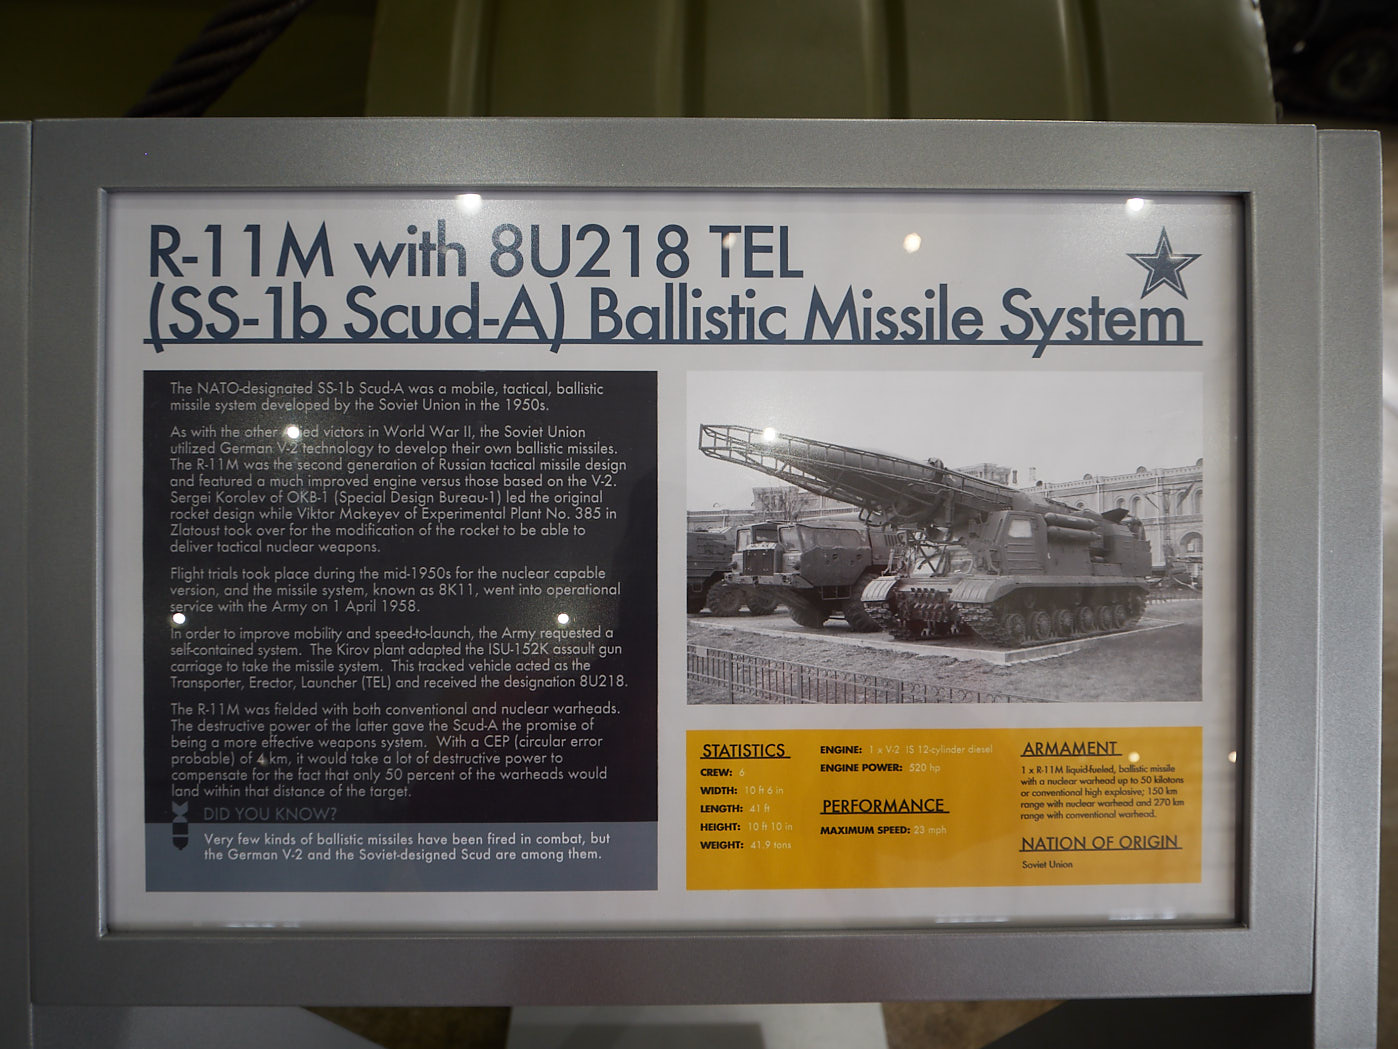 R-11M with 8U218 TEL
(SS-1b Scud-A) Ballistic Missile System
The NATO-designated SS-1b Scud-A was a mobile, tactical, ballistic
missile system developed by the Soviet Union in the 1950s.
As with the other Allied victors in World War II, the Soviet Union
utilized German V-2 technology to develop their own ballistic missiles.
The R-11M was the second generation of Russian tactical missile design
and featured a much improved engine versus those based on the V-2.
Sergei Korolev of OKB-1 (Special Design Bureau-1) led the original
rocket design while Viktor Makeyev of Experimental Plant No. 385 in
Zlatoust took over for the modification of the rocket to be able to
deliver tactical nuclear weapons.
Flight trials took place during the mid-1950s for the nuclear capable
version, and the missile system, known as 8K11, went into operational
service with the Army on 1 April 1958.
In order to improve mobility and speed-to-launch, the Army requested a
self-contained system. The Kirov plant adapted the ISU-152K assault gun
carriage to take the missile system. This tracked vehicle acted as the
Transporter, Erector, Launcher (TEL) and received the designation 8U218.
The R-11M was fielded with both conventional and nuclear warheads.
The destructive power of the latter gave the Scud-A the promise of
being a more effective weapons system. With a CEP (circular error
probable) of 4 km, it would take a lot of destructive power to
compensate for the fact that only 50 percent of the warheads would
land within that distance of the target.
DID YOU KNOW?
Very few kinds of ballistic missiles have been fired in combat, but
the German V-2 and the Soviet-designed Scud are among them.
STATISTICS
CREW: 6
WIDTH: 10 ft 6 in
LENGTH: 41 ft
HEIGHT: 10 ft 10 in
WEIGHT: 41.9 tons
ENGINE: 1 x V-2 IS 12-cylinder diesel
ENGINE POWER: 520 hp
PERFORMANCE
MAXIMUM SPEED: 23 mph
ARMAMENT
1 x R-11M liquid-fueled, ballistic missile
with a nuclear warhead up to 50 kilotons
or conventional high explosive; 150 km
range with nuclear warhead and 270 km
range with conventional warhead.
NATION OF ORIGIN
Soviet Union